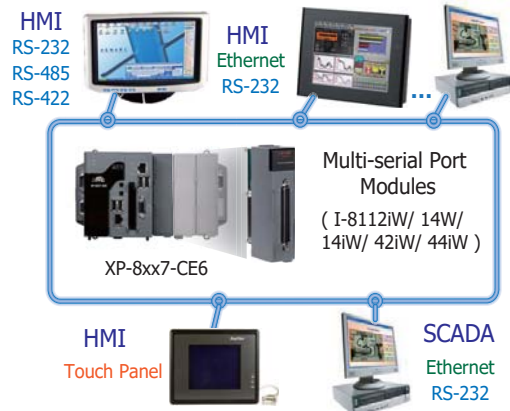 HMI
RS-232
RS-485
RS-422
HMI
Ethernet
RS-232
...
Multi-serial Port
Modules
( I-8112iW/ 14W/
14iW/ 42iW/ 44iW )
XP-8xx7-CE6
HMI
Touch Panel
SCADA
Ethernet
RS-232